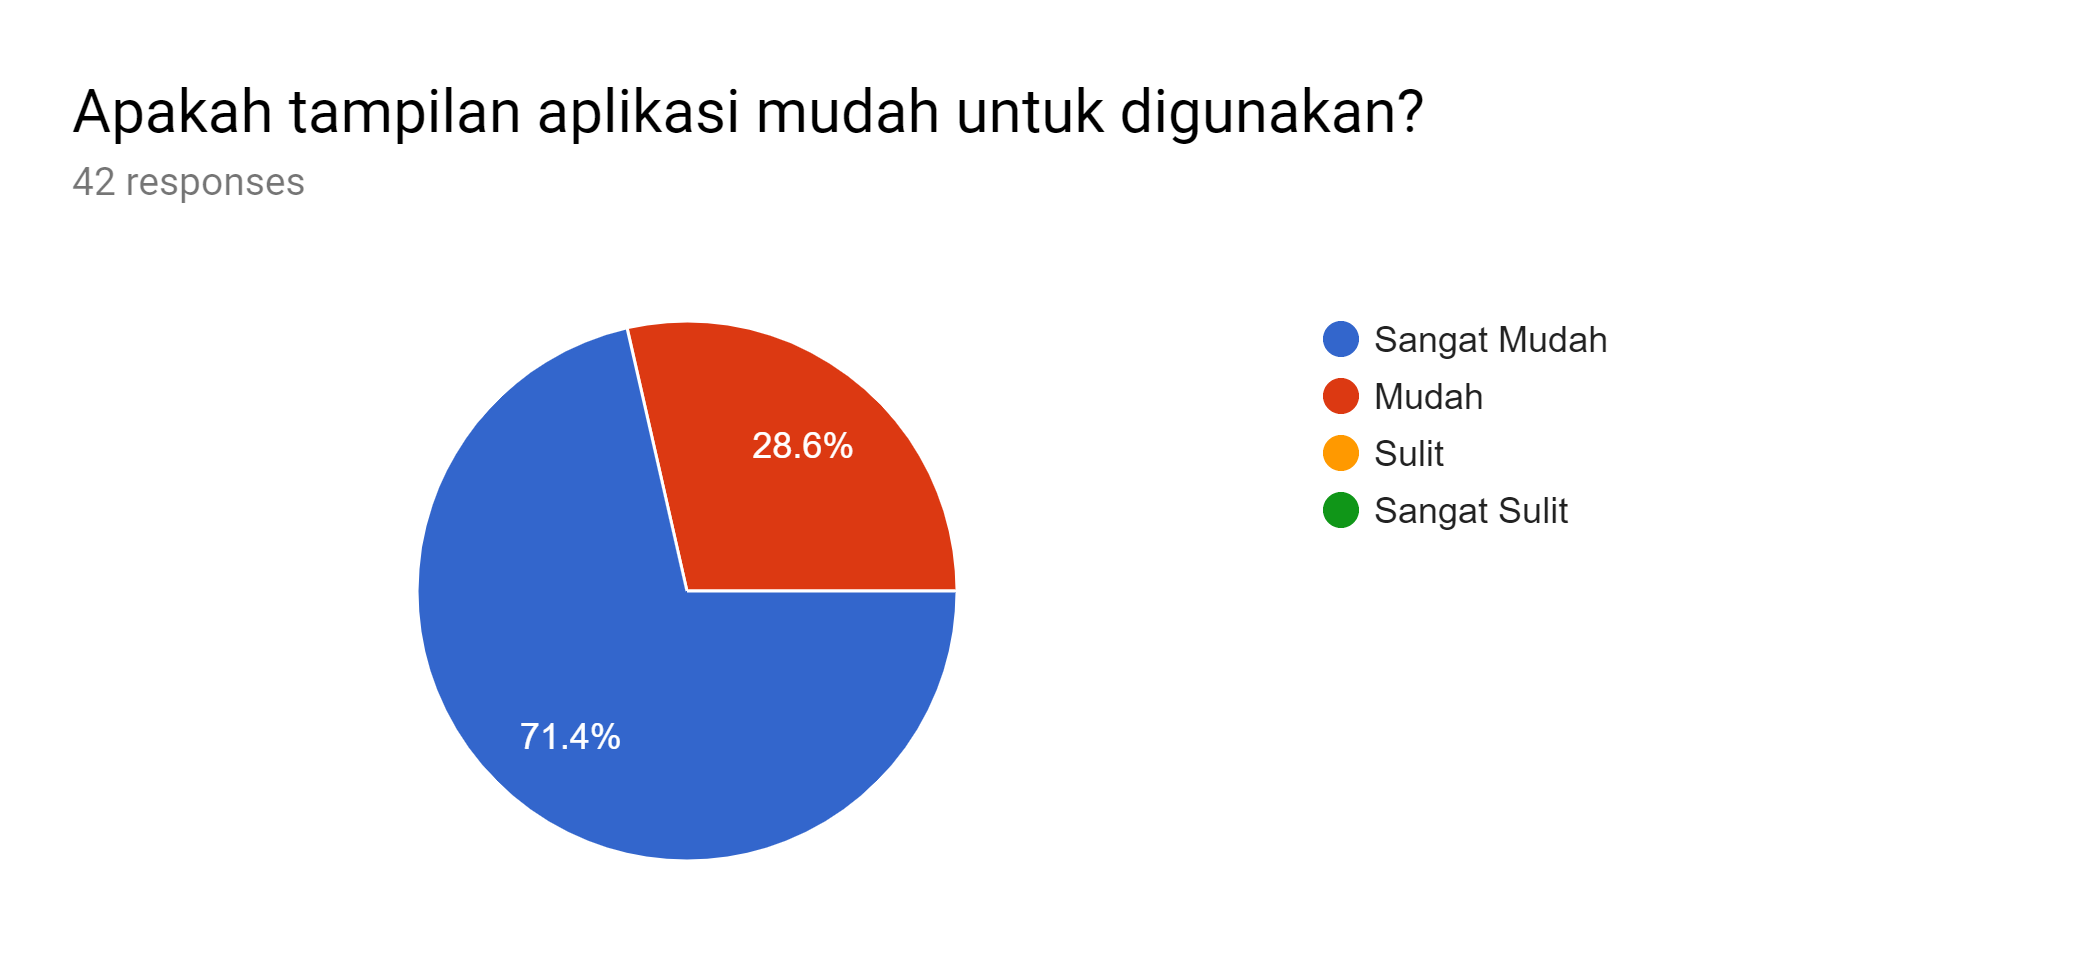 Apakah tampilan aplikasi mudah untuk digunakan?
42 responses
Sangat Mudah
Mudah
Sulit
Sangat Sulit
28.6%
71.4%